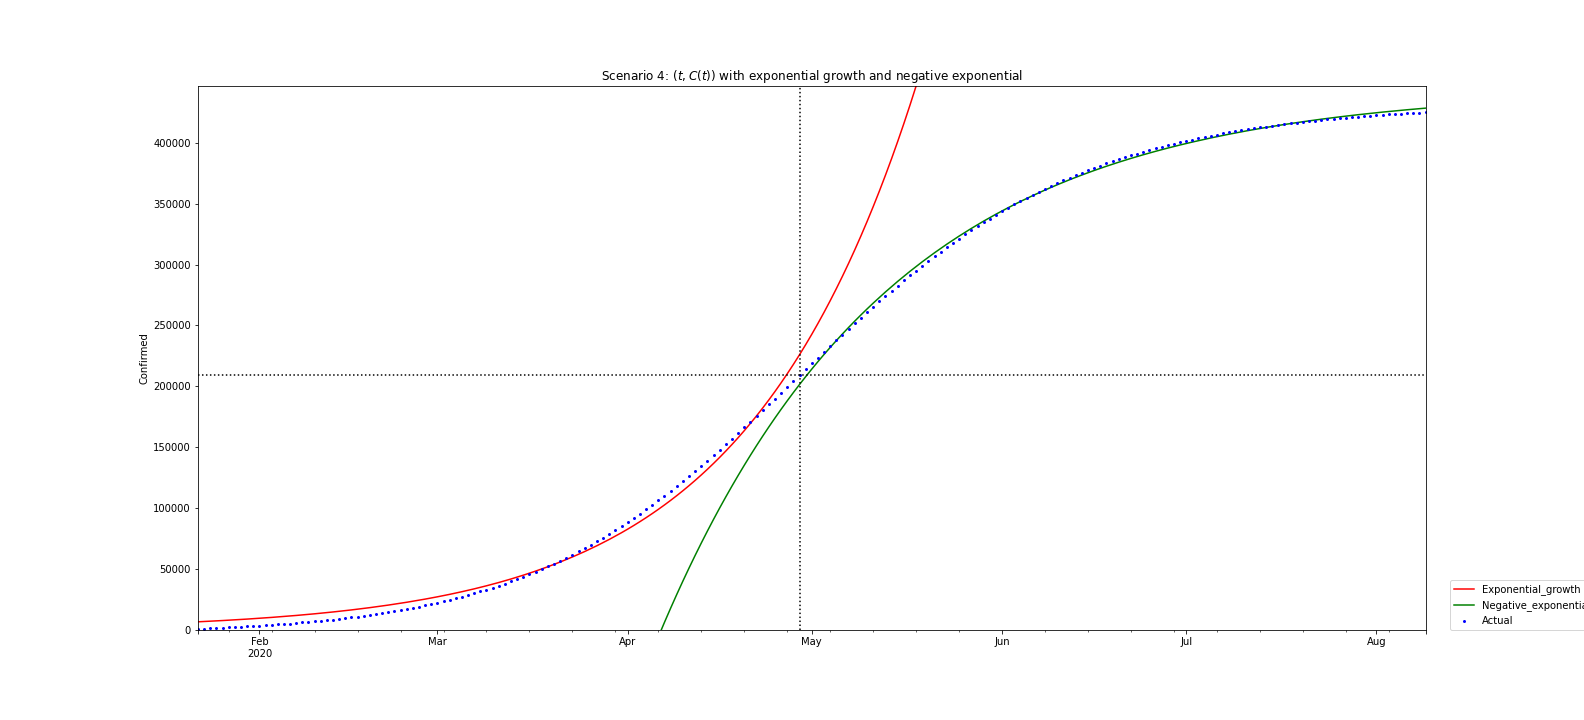 Scenario 4: (t, C(t)) with exponential growth and negative exponential
400000
350000
300000
250000
200000
150000
100000
50000
0
Confirmed
Feb
2020
Mar
Apr
May
Jun
Jul
Aug
Exponential_growth
Negative_exponentia
Actual